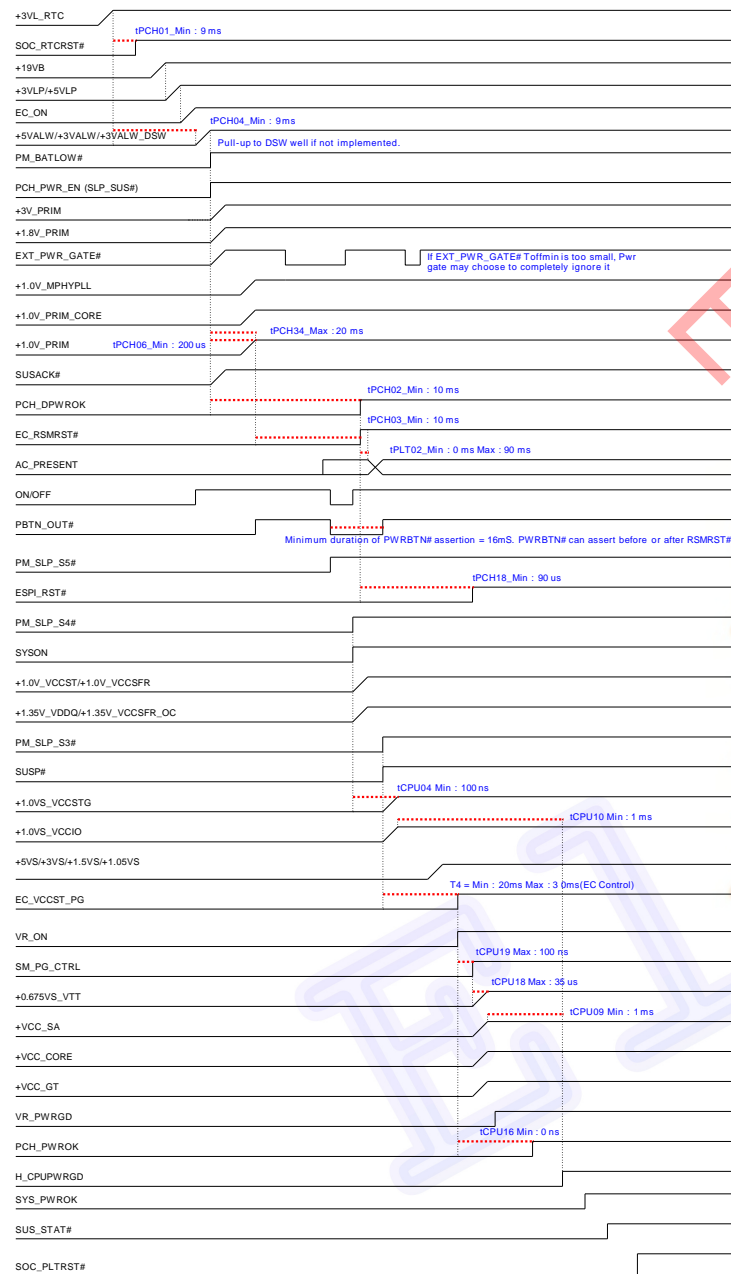 +3VL_RTC
tPCH01_Min : 9 ms
SOC_RTCRST#
+19VB
+3VLP/+5VLP
EC_ON
tPCH04_Min : 9ms
+5VALW/+3VALW/+3VALW_DSW
Pull-up to DSW well if not implemented.
PM_BATLOW#
PCH_PWR_EN (SLP_SUS#)
+3V_PRIM
+1.8V_PRIM
EXT_PWR_GATE#
If EXT_PWR_GATE# Toffmin is too small, Pwr
gate may choose to completely ignore it
+1.0V_MPHYPLL
+1.0V_PRIM_CORE
tPCH34_Max : 20 ms
+1.0V_PRIM
tPCH06_Min : 200 us
SUSACK#
tPCH02_Min : 10 ms
PCH_DPWROK
tPCH03_Min : 10 ms
EC_RSMRST#
tPLT02_Min : 0 ms Max : 90 ms
AC_PRESENT
ON/OFF
PBTN_OUT#
Minimum duration of PWRBTN# assertion = 16mS. PWRBTN# can assert before or after RSMRST#
PM_SLP_S5#
tPCH18_Min : 90 us
ESPI_RST#
PM_SLP_S4#
SYSON
+1.0V_VCCST/+1.0V_VCCSFR
+1.35V_VDDQ/+1.35V_VCCSFR_OC
PM_SLP_S3#
SUSP#
tCPU04 Min : 100 ns
+1.0VS_VCCSTG
tCPU10 Min : 1 ms
+1.0VS_VCCIO
+5VS/+3VS/+1.5VS/+1.05VS
T4 = Min : 20ms Max : 30ms(EC Control)
EC_VCCST_PG
VR_ON
tCPU19 Max : 100 ns
SM_PG_CTRL
tCPU18 Max : 35 us
+0.675VS_VTT
tCPU09 Min : 1 ms
+VCC_SA
+VCC_CORE
+VCC_GT
VR_PWRGD
tCPU16 Min : 0 ns
PCH_PWROK
H_CPUPWRGD
SYS_PWROK
SUS_STAT#
SOC_PLTRST#